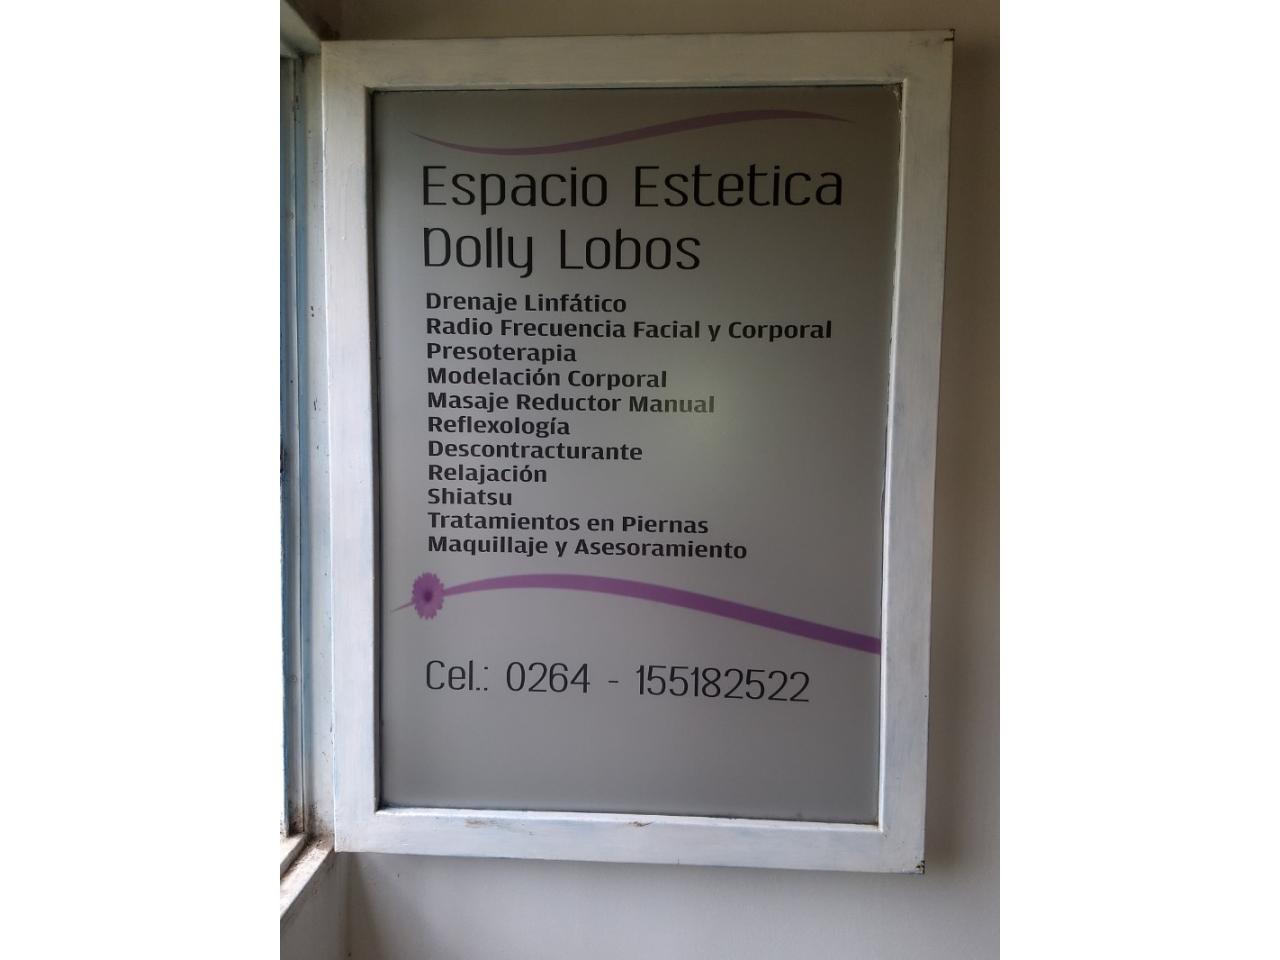 Espacio Estetica
Dolly Lobos
Drenaje Linfático
Radio Frecuencia Facial y Corporal
Presoterapia
Modelación Corporal
Masaje Reductor Manual
Reflexología
Descontracturante
Relajación
Shiatsu
Tratamientos en Piernas
Maquillaje y Asesoramiento
Cel.: 0264 - 155182522